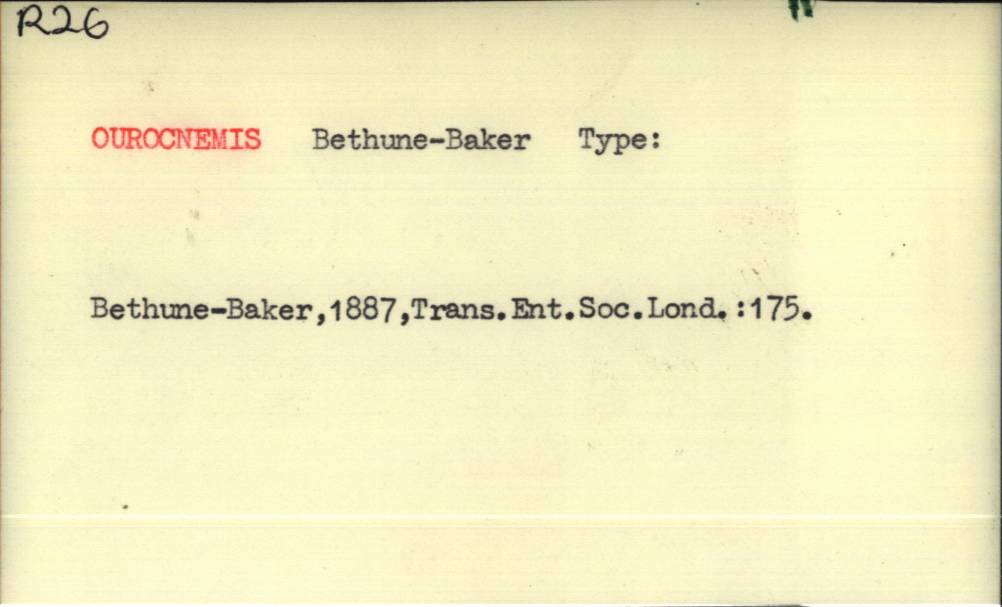 R26
OUROCNEMIS Bethune-Baker Type:
Bethune-Baker,1887,Trans.Ent.Soc.Lond.:175.